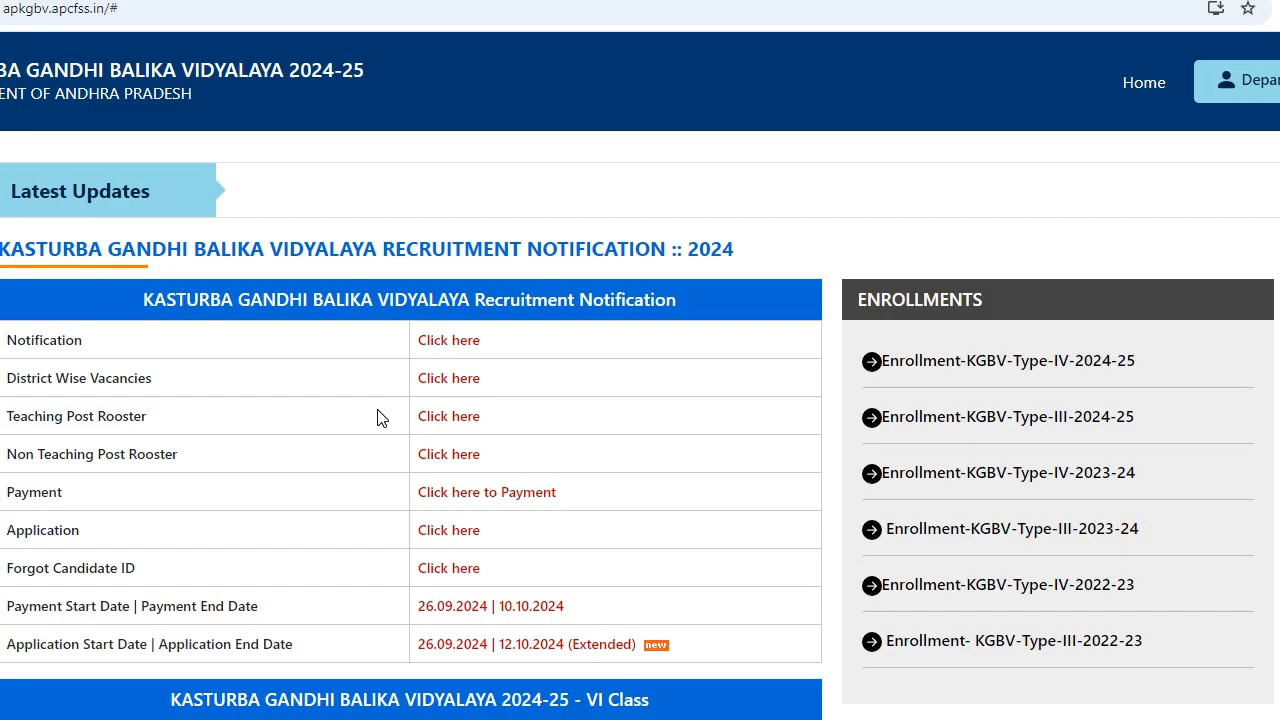 apkgbv.apcfss.in/#
BA GANDHI BALIKA VIDYALAYA 2024-25
ENT OF ANDHRA PRADESH
Home
Depar
Latest Updates
KASTURBA GANDHI BALIKA VIDYALAYA RECRUITMENT NOTIFICATION :: 2024
KASTURBA GANDHI BALIKA VIDYALAYA Recruitment Notification
Notification Click here
District Wise Vacancies Click here
Teaching Post Rooster Click here
Non Teaching Post Rooster Click here
Payment Click here to Payment
Application Click here
Forgot Candidate ID Click here
Payment Start Date | Payment End Date 26.09.2024 | 10.10.2024
Application Start Date | Application End Date 26.09.2024 | 12.10.2024 (Extended) new
KASTURBA GANDHI BALIKA VIDYALAYA 2024-25 - VI Class
ENROLLMENTS
Enrollment-KGBV-Type-IV-2024-25
Enrollment-KGBV-Type-III-2024-25
Enrollment-KGBV-Type-IV-2023-24
Enrollment-KGBV-Type-III-2023-24
Enrollment-KGBV-Type-IV-2022-23
Enrollment- KGBV-Type-III-2022-23